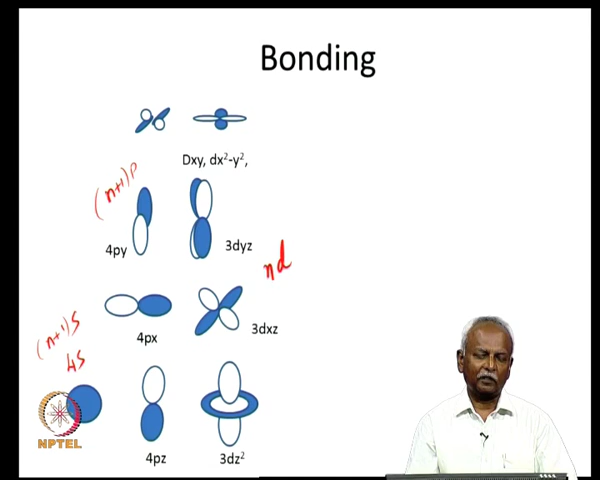 Bonding
Dxy, dx²-y²,
(n+1)p
4py
3dyz
nd
4px
3dxz
(n+1)s
4s
4pz
3dz²
NPTEL